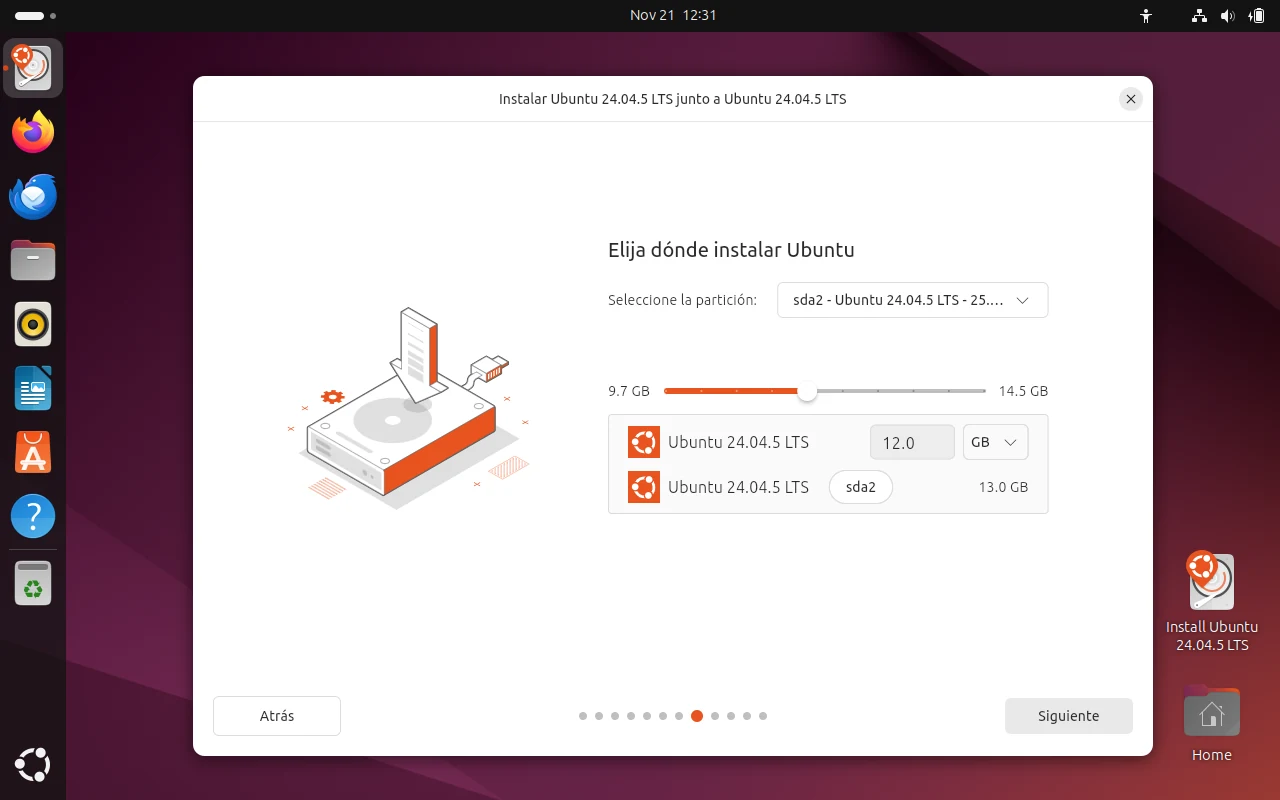 Nov 21 12:31
Instalar Ubuntu 24.04.5 LTS junto a Ubuntu 24.04.5 LTS
Elija dónde instalar Ubuntu
Seleccione la partición:
sda2 - Ubuntu 24.04.5 LTS - 25....
9.7 GB
14.5 GB
Ubuntu 24.04.5 LTS
12.0
GB
Ubuntu 24.04.5 LTS
sda2
13.0 GB
Atrás
Siguiente
Install Ubuntu
24.04.5 LTS
Home